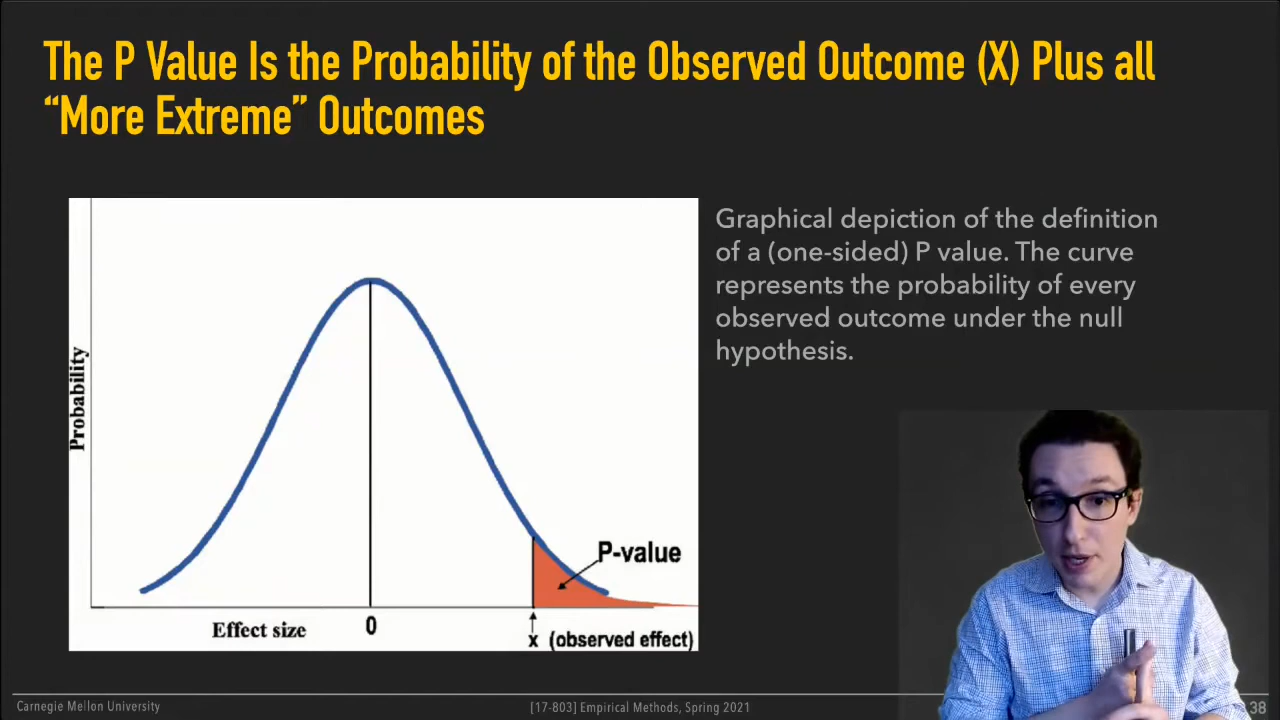 The P Value Is the Probability of the Observed Outcome (X) Plus all
“More Extreme” Outcomes
Graphical depiction of the definition
of a (one-sided) P value. The curve
represents the probability of every
observed outcome under the null
hypothesis.
Probability
P-value
Effect size
0
x (observed effect)
Carnegie Mellon University
[17-803] Empirical Methods, Spring 2021
38